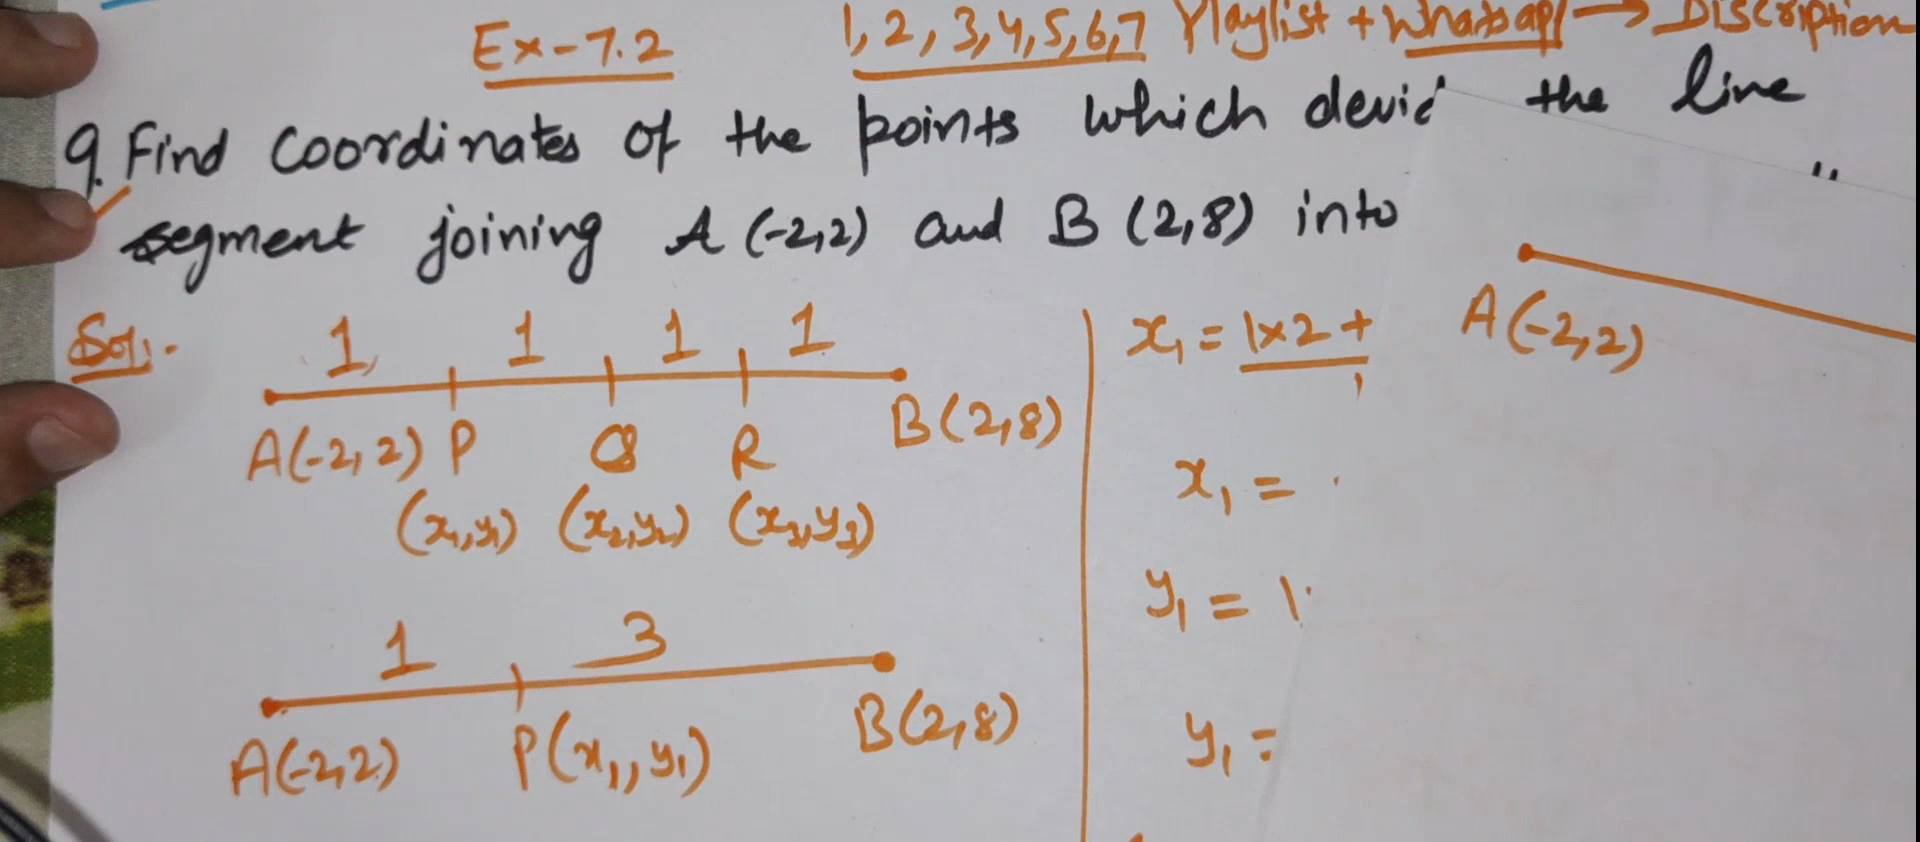 Ex-7.2
1,2,3,4,5,6,7 Playlist + Whatsapp → Discription
9. Find Coordinates of the points which the line
segment joining A (-2,2) and B (2,8) into
Sol:-
1 1 1 1
A(-2,2) P Q R B(2,8)
(x₁,y₁) (x₂,y₂)
1 3
A(-2,2) P(x₁,y₁) B(2,8)
x₁ = 1×2+
x₁ =
y₁ = 1
y₁ =
A(-2,2)